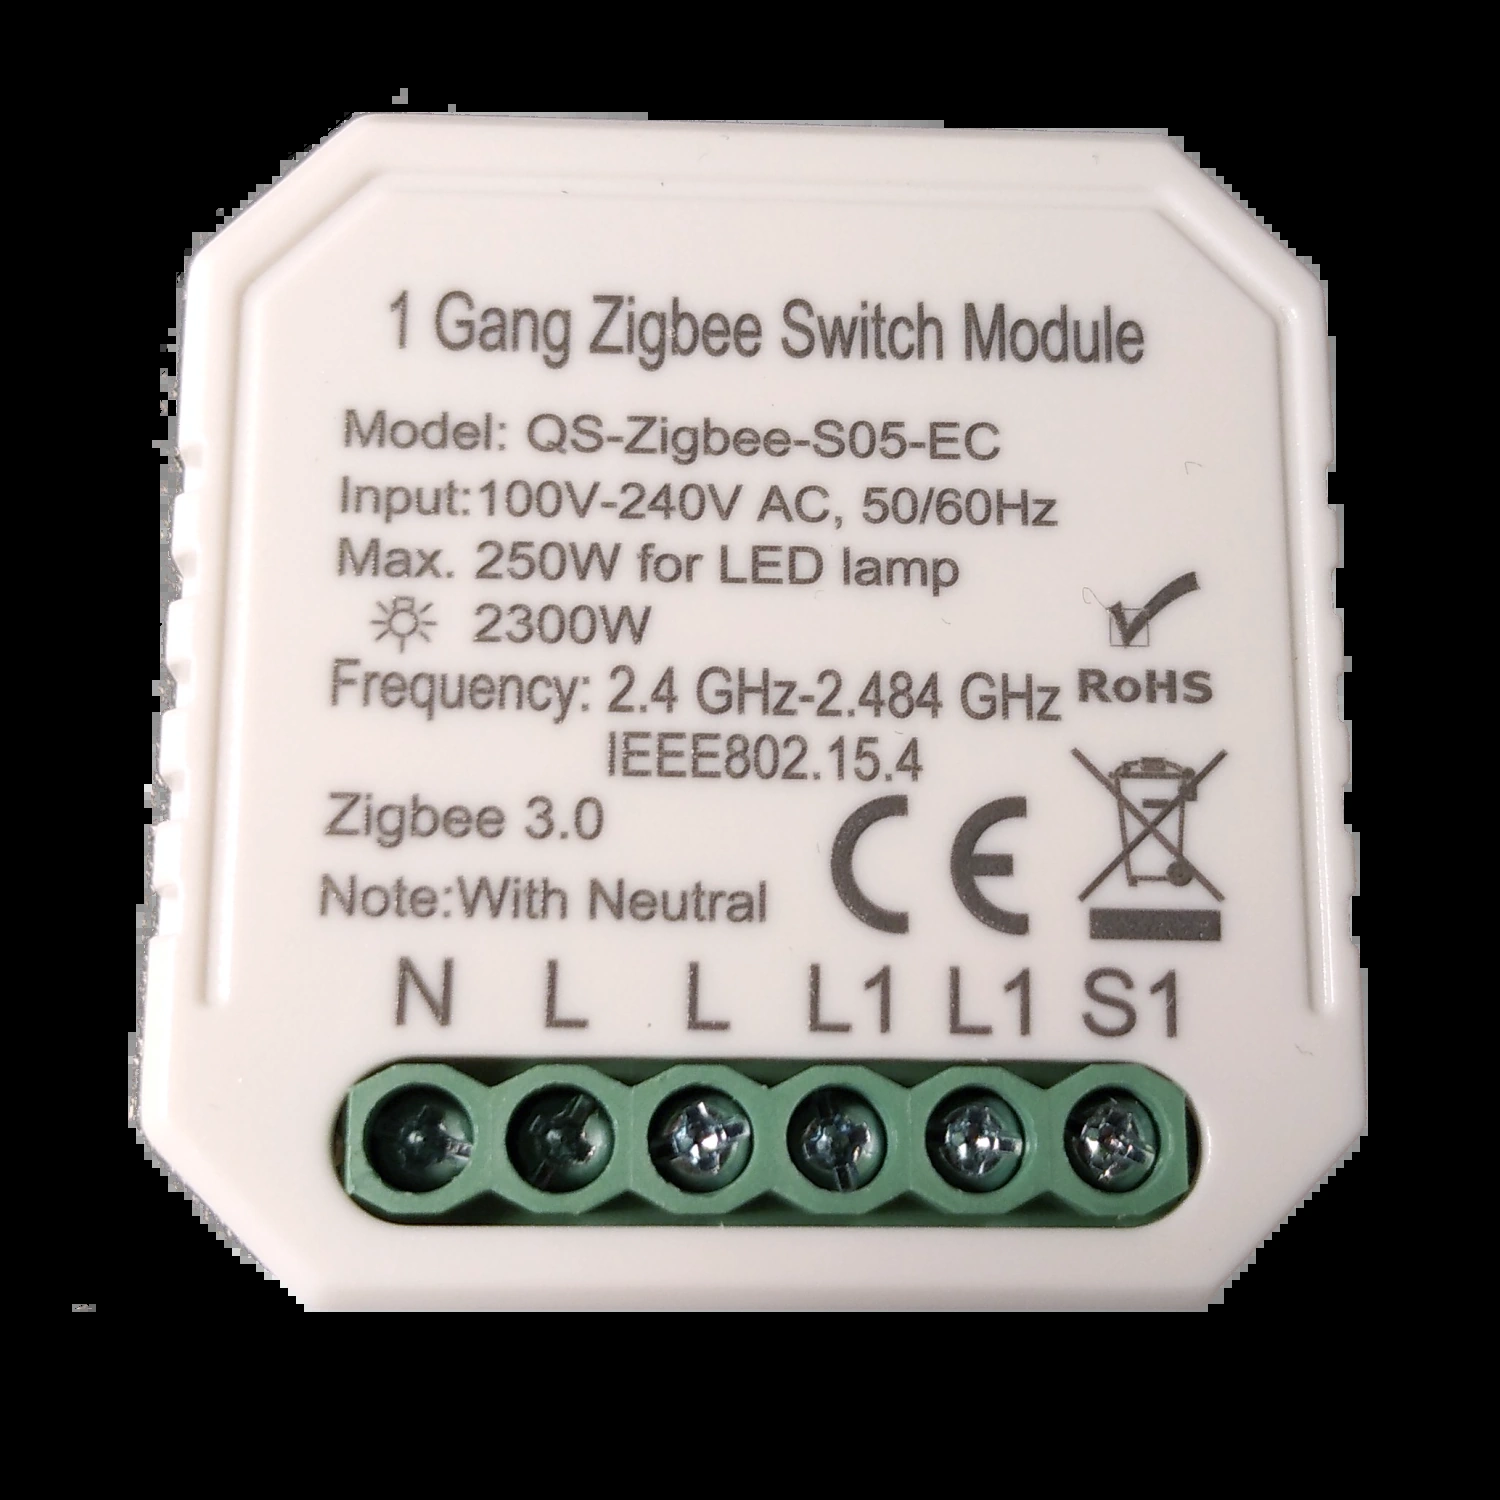 1 Gang Zigbee Switch Module
Model: QS-Zigbee-S05-EC
Input:100V-240V AC, 50/60Hz
Max. 250W for LED lamp
2300W
Frequency: 2.4 GHz-2.484 GHz
IEEE802.15.4
RoHS
Zigbee 3.0
Note:With Neutral
CE
N L L L1 L1 S1